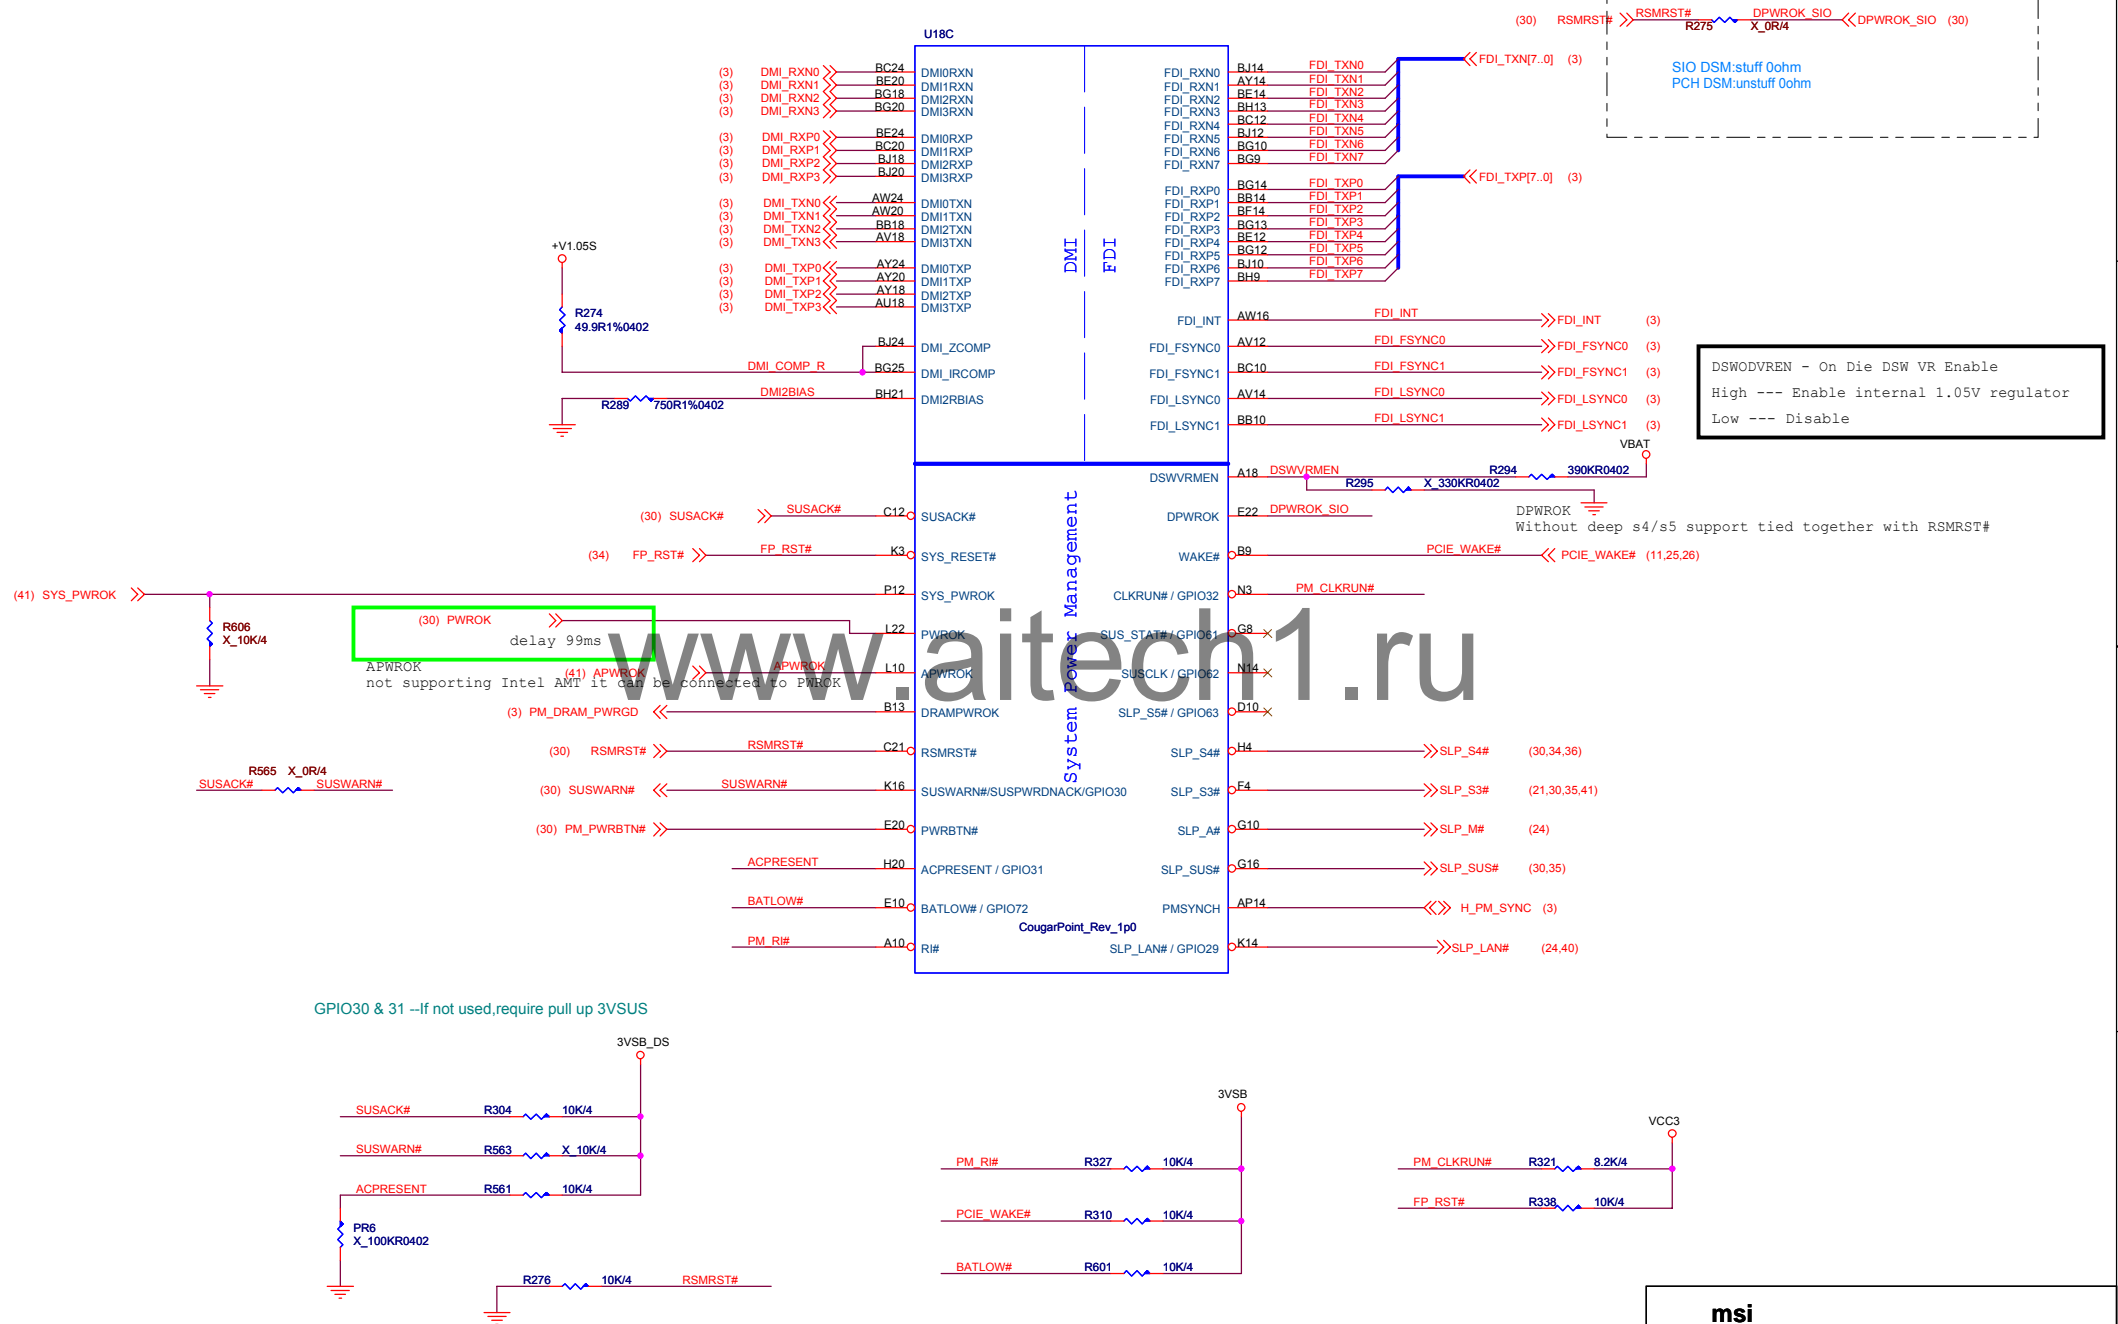 (30) RSMRST# RSMRST# R275 X_0R/4 DPWROK_SIO DPWROK_SIO (30)
SIO DSM:stuff 0ohm
PCH DSM:unstuff 0ohm
U18C
(3) DMI_RXN0 BC24 DMI0RXN
(3) DMI_RXN1 BE20 DMI1RXN
(3) DMI_RXN2 BG18 DMI2RXN
(3) DMI_RXN3 BG20 DMI3RXN
(3) DMI_RXP0 BE24 DMI0RXP
(3) DMI_RXP1 BC20 DMI1RXP
(3) DMI_RXP2 BJ18 DMI2RXP
(3) DMI_RXP3 BJ20 DMI3RXP
(3) DMI_TXN0 AW24 DMI0TXN
(3) DMI_TXN1 AW20 DMI1TXN
(3) DMI_TXN2 BB18 DMI2TXN
(3) DMI_TXN3 AV18 DMI3TXN
(3) DMI_TXP0 AY24 DMI0TXP
(3) DMI_TXP1 AY20 DMI1TXP
(3) DMI_TXP2 AY18 DMI2TXP
(3) DMI_TXP3 AU18 DMI3TXP
+V1.05S
R274
49.9R1%0402
BJ24 DMI_ZCOMP
DMI_COMP_R BG25 DMI_IRCOMP
R289 750R1%0402 DMI2BIAS BH21 DMI2RBIAS
DMI
FDI
FDI_RXN0 BJ14 FDI_TXN0 FDI_TXN[7..0] (3)
FDI_RXN1 AY14 FDI_TXN1
FDI_RXN2 BE14 FDI_TXN2
FDI_RXN3 BH13 FDI_TXN3
FDI_RXN4 BC12 FDI_TXN4
FDI_RXN5 BJ12 FDI_TXN5
FDI_RXN6 BG10 FDI_TXN6
FDI_RXN7 BG9 FDI_TXN7
FDI_RXP0 BG14 FDI_TXP0 FDI_TXP[7..0] (3)
FDI_RXP1 BB14 FDI_TXP1
FDI_RXP2 BF14 FDI_TXP2
FDI_RXP3 BG13 FDI_TXP3
FDI_RXP4 BE12 FDI_TXP4
FDI_RXP5 BG12 FDI_TXP5
FDI_RXP6 BJ10 FDI_TXP6
FDI_RXP7 BH9 FDI_TXP7
FDI_INT AW16 FDI_INT FDI_INT (3)
FDI_FSYNC0 AV12 FDI_FSYNC0 FDI_FSYNC0 (3)
FDI_FSYNC1 BC10 FDI_FSYNC1 FDI_FSYNC1 (3)
FDI_LSYNC0 AV14 FDI_LSYNC0 FDI_LSYNC0 (3)
FDI_LSYNC1 BB10 FDI_LSYNC1 FDI_LSYNC1 (3)
DSWODVREN - On Die DSW VR Enable
High --- Enable internal 1.05V regulator
Low --- Disable
VBAT
DSWVRMEN A18 DSWVRMEN R294 390KR0402
R295 X_330KR0402
DPWROK E22 DPWROK_SIO
DPWROK
Without deep s4/s5 support tied together with RSMRST#
WAKE# B9 PCIE_WAKE# PCIE_WAKE# (11,25,26)
CLKRUN# / GPIO32 N3 PM_CLKRUN#
SUS_STAT# / GPIO61 G8
SUSCLK / GPIO62 N14
SLP_S5# / GPIO63 D10
SLP_S4# H4 SLP_S4# (30,34,36)
SLP_S3# F4 SLP_S3# (21,30,35,41)
SLP_A# G10 SLP_M# (24)
SLP_SUS# G16 SLP_SUS# (30,35)
PMSYNCH AP14 H_PM_SYNC (3)
SLP_LAN# / GPIO29 K14 SLP_LAN# (24,40)
System Power Management
(30) SUSACK# SUSACK# C12 SUSACK#
(34) FP_RST# FP_RST# K3 SYS_RESET#
(41) SYS_PWROK P12 SYS_PWROK
R606
X_10K/4
(30) PWROK L22 PWROK
delay 99ms
APWROK
(41) APWROK APWROK L10 APWROK
not supporting Intel AMT it can be connected to PWROK
(3) PM_DRAM_PWRGD B13 DRAMPWROK
(30) RSMRST# RSMRST# C21 RSMRST#
R565 X_0R/4
SUSACK# SUSWARN#
(30) SUSWARN# SUSWARN# K16 SUSWARN#/SUSPWRDNACK/GPIO30
(30) PM_PWRBTN# E20 PWRBTN#
ACPRESENT H20 ACPRESENT / GPIO31
BATLOW# E10 BATLOW# / GPIO72
CougarPoint_Rev_1p0
PM_RI# A10 RI#
www.aitech1.ru
GPIO30 & 31 --If not used,require pull up 3VSUS
3VSB_DS
SUSACK# R304 10K/4
SUSWARN# R563 X_10K/4
ACPRESENT R561 10K/4
PR6
X_100KR0402
R276 10K/4 RSMRST#
3VSB
PM_RI# R327 10K/4
PCIE_WAKE# R310 10K/4
BATLOW# R601 10K/4
VCC3
PM_CLKRUN# R321 8.2K/4
FP_RST# R338 10K/4
msi